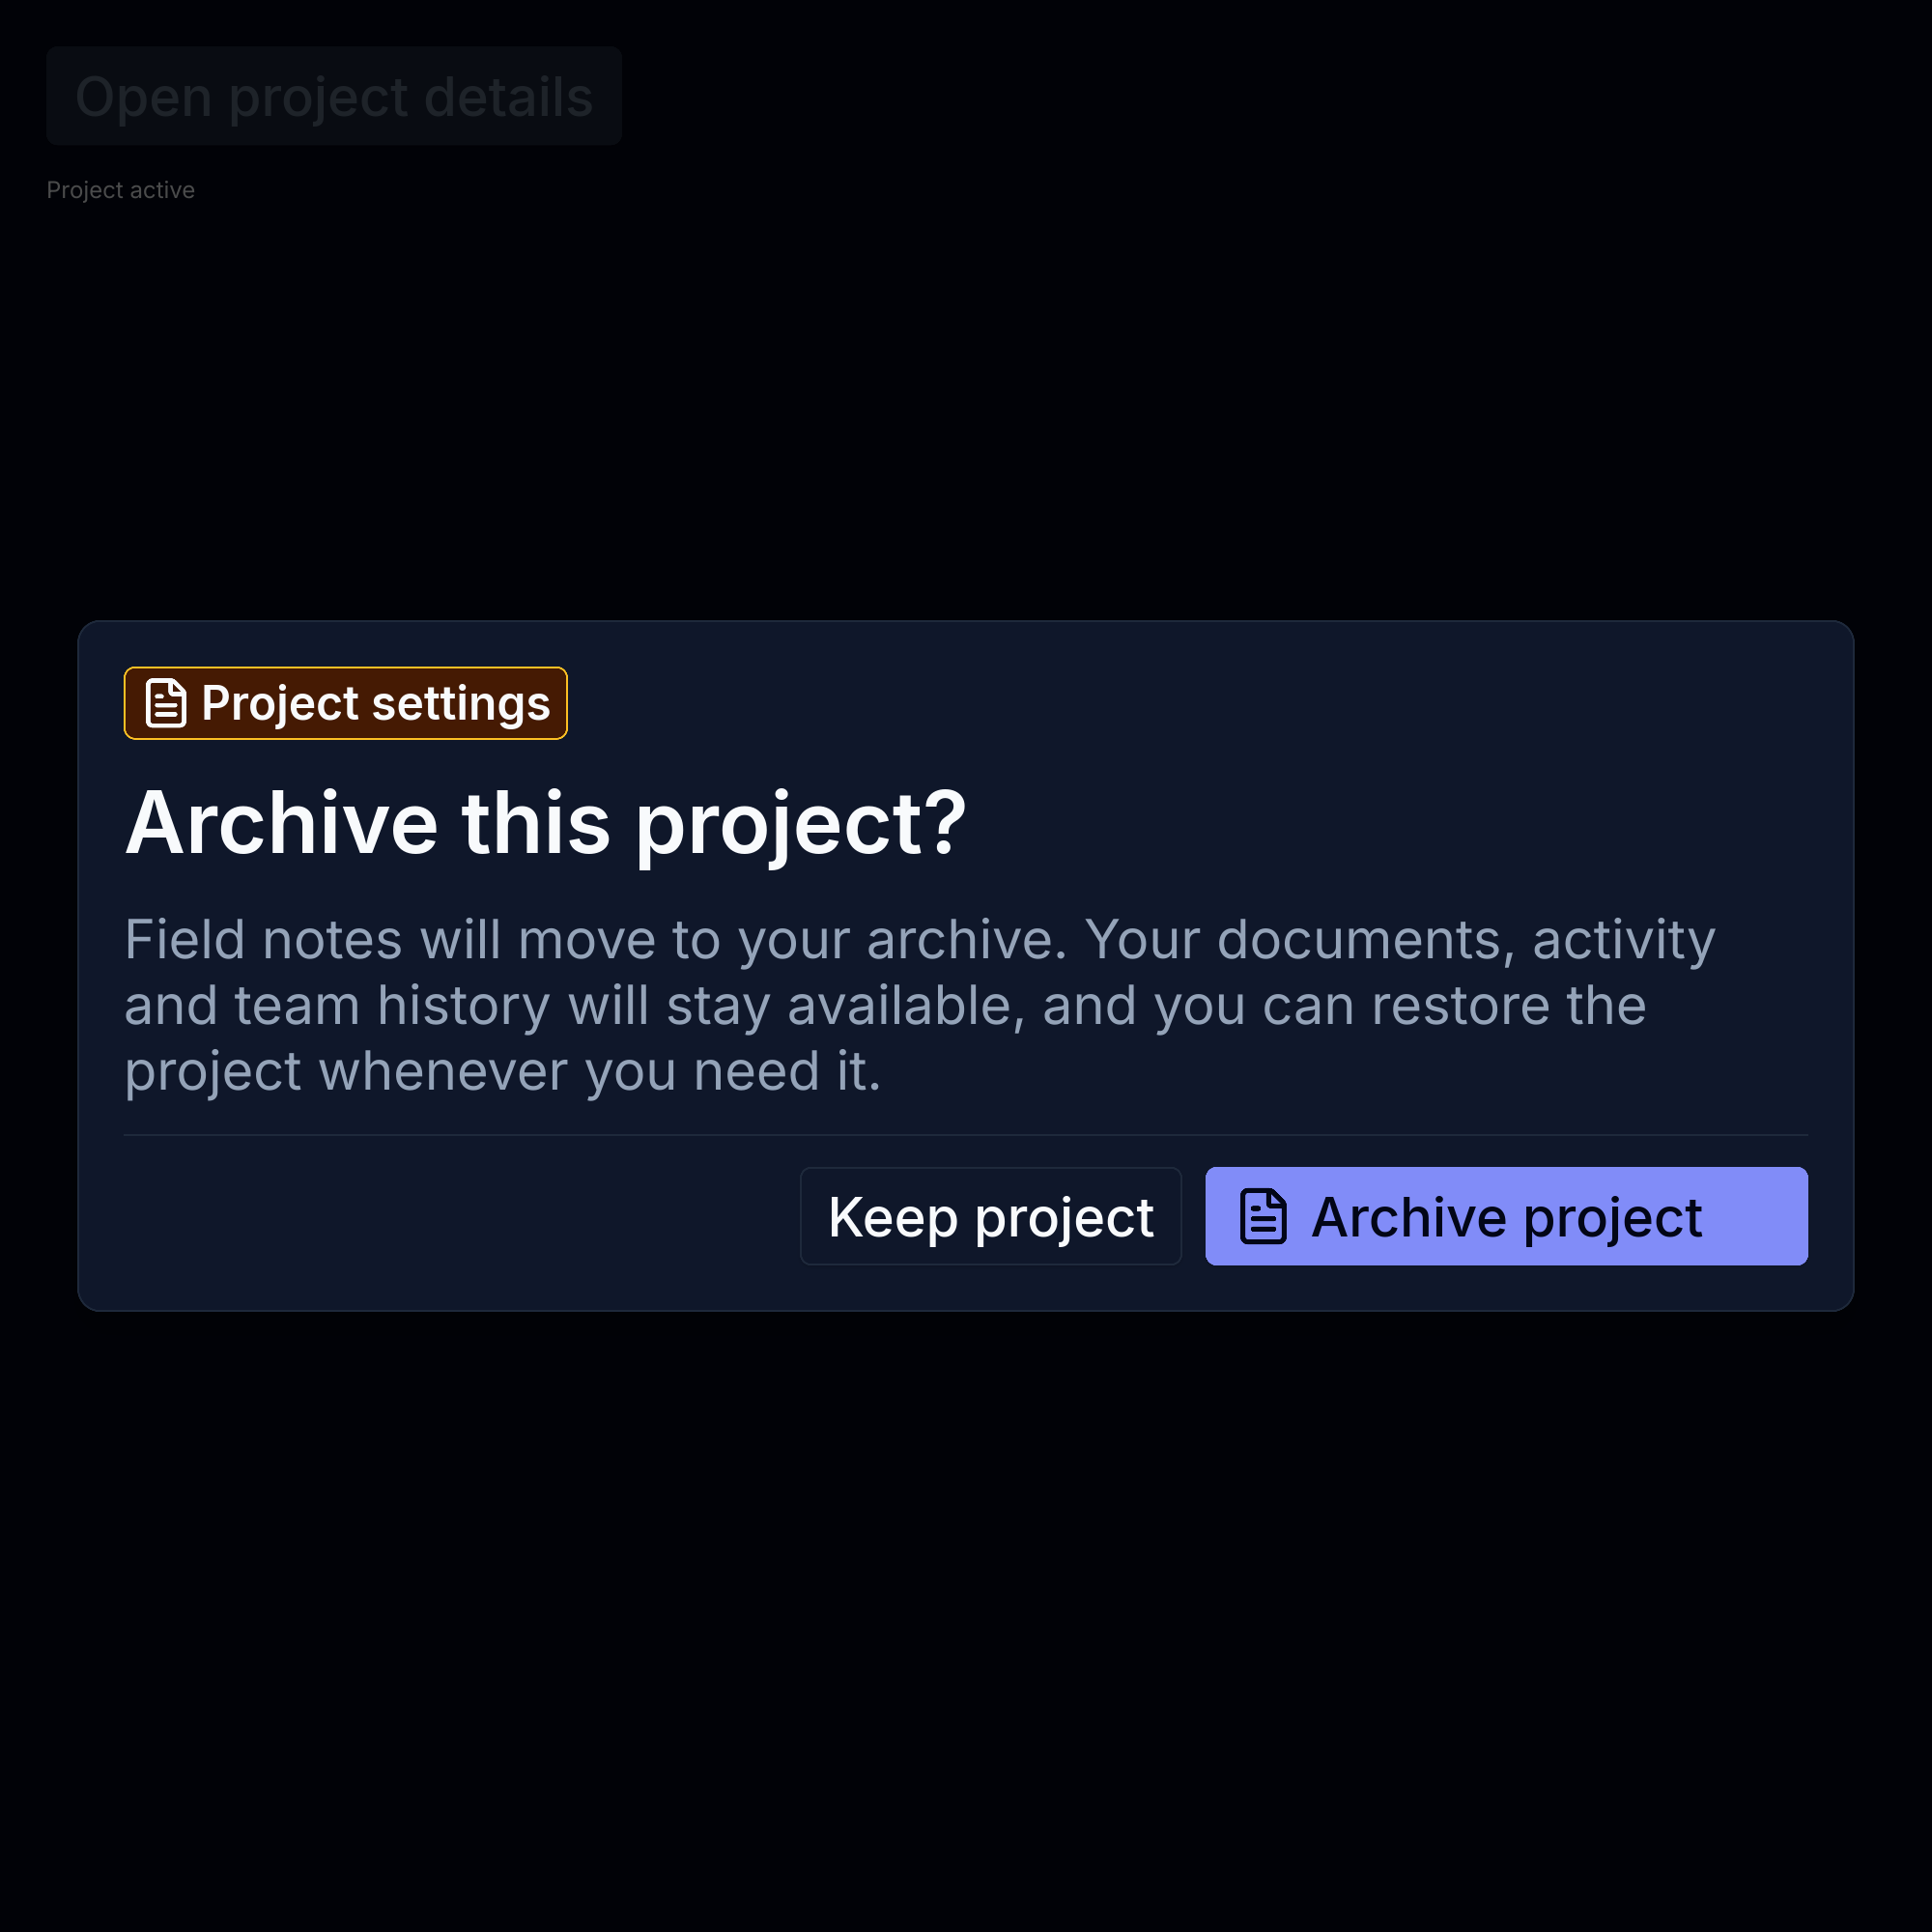 Open project details
Project active
Project settings
Archive this project?
Field notes will move to your archive. Your documents, activity
and team history will stay available, and you can restore the
project whenever you need it.
Keep project
Archive project